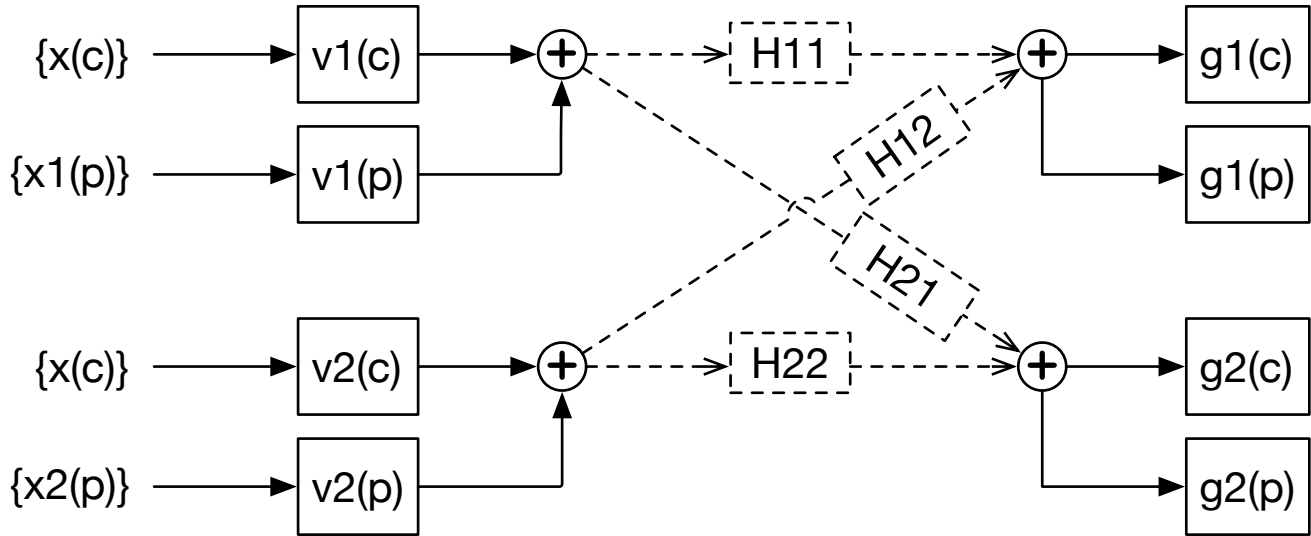 {x(c)} v1(c) + H11 + g1(c)
{x1(p)} v1(p) H12 g1(p)
H21
{x(c)} v2(c) + H22 + g2(c)
{x2(p)} v2(p) g2(p)